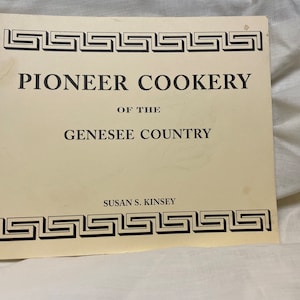 PIONEER COOKERY
OF THE
GENESEE COUNTRY
SUSAN S. KINSEY